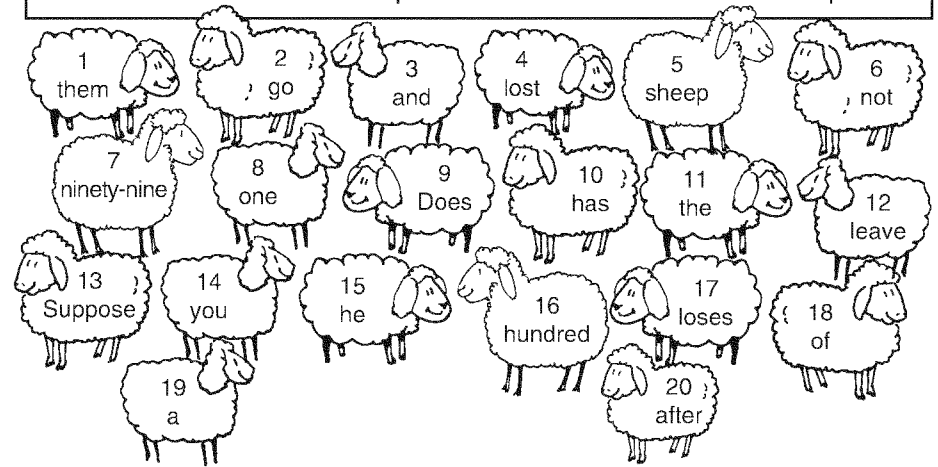 1
them
2
go
3
and
4
lost
5
sheep
6
not
7
ninety-nine
8
one
9
Does
10
has
11
the
12
leave
13
Suppose
14
you
15
he
16
hundred
17
loses
18
of
19
a
20
after